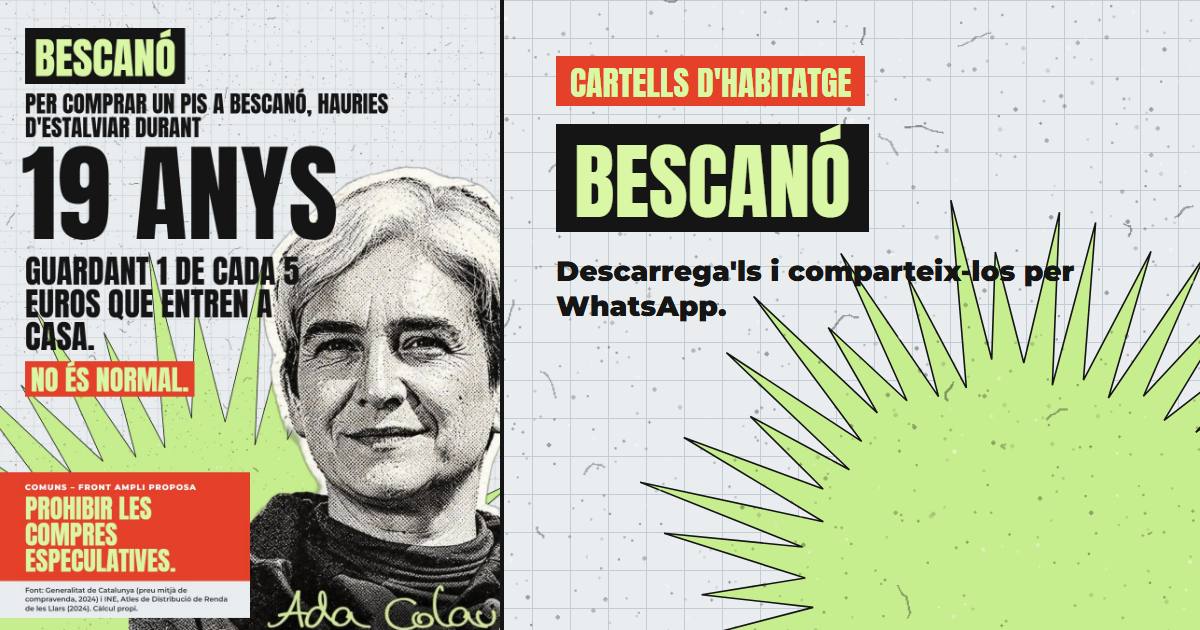 BESCANÓ
PER COMPRAR UN PIS A BESCANÓ, HAURIES
D'ESTALVIAR DURANT
19 ANYS
GUARDANT 1 DE CADA 5
EUROS QUE ENTREN A
CASA.
NO ÉS NORMAL.
COMUNS – FRONT AMPLI PROPOSA
PROHIBIR LES
COMPRES
ESPECULATIVES.
Font: Generalitat de Catalunya (preu mitjà de
compravenda, 2024) i INE, Atles de Distribució de Renda
de les Llars (2024). Càlcul propi.
Ada Colau
CARTELLS D'HABITATGE
BESCANÓ
Descarrega'ls i comparteix-los per
WhatsApp.